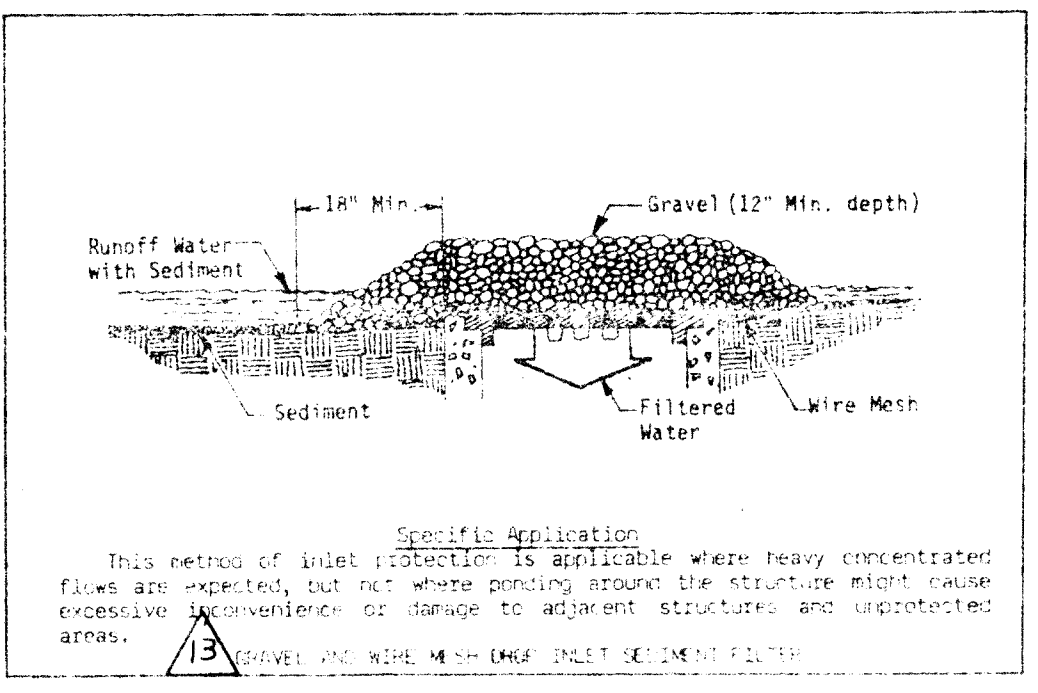 18" Min.
Gravel (12" Min. depth)
Runoff Water
with Sediment
Sediment
Filtered
Water
Wire Mesh
Specific Application
This method of inlet protection is applicable where heavy concentrated
flows are expected, but not where ponding around the structure might cause
excessive inconvenience or damage to adjacent structures and unprotected
areas.
13
GRAVEL AND WIRE MESH DROP INLET SEDIMENT FILTER